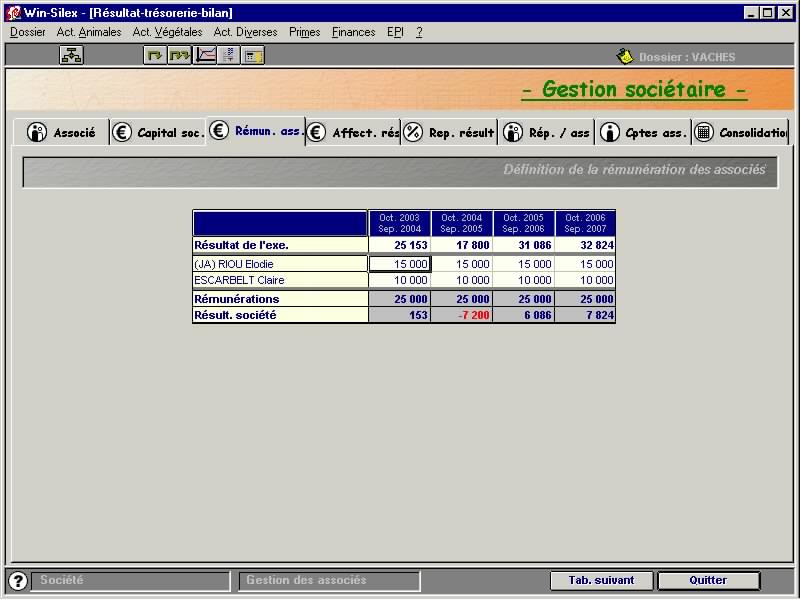 Win-Silex - [Résultat-trésorerie-bilan]
Dossier Act. Animales Act. Végétales Act. Diverses Primes Finances EPI ?
Dossier : VACHES
- Gestion sociétaire -
Associé Capital soc. Rémun. ass. Affect. rés Rep. résult Rép. / ass Cptes ass. Consolidatio
Définition de la rémunération des associés
Oct. 2003 Oct. 2004 Oct. 2005 Oct. 2006
Sep. 2004 Sep. 2005 Sep. 2006 Sep. 2007
Résultat de l'exe. 25 153 17 800 31 086 32 824
(JA) RIOU Elodie 15 000 15 000 15 000 15 000
ESCARBELT Claire 10 000 10 000 10 000 10 000
Rémunérations 25 000 25 000 25 000 25 000
Résult. société 153 -7 200 6 086 7 824
? Société Gestion des associés Tab. suivant Quitter